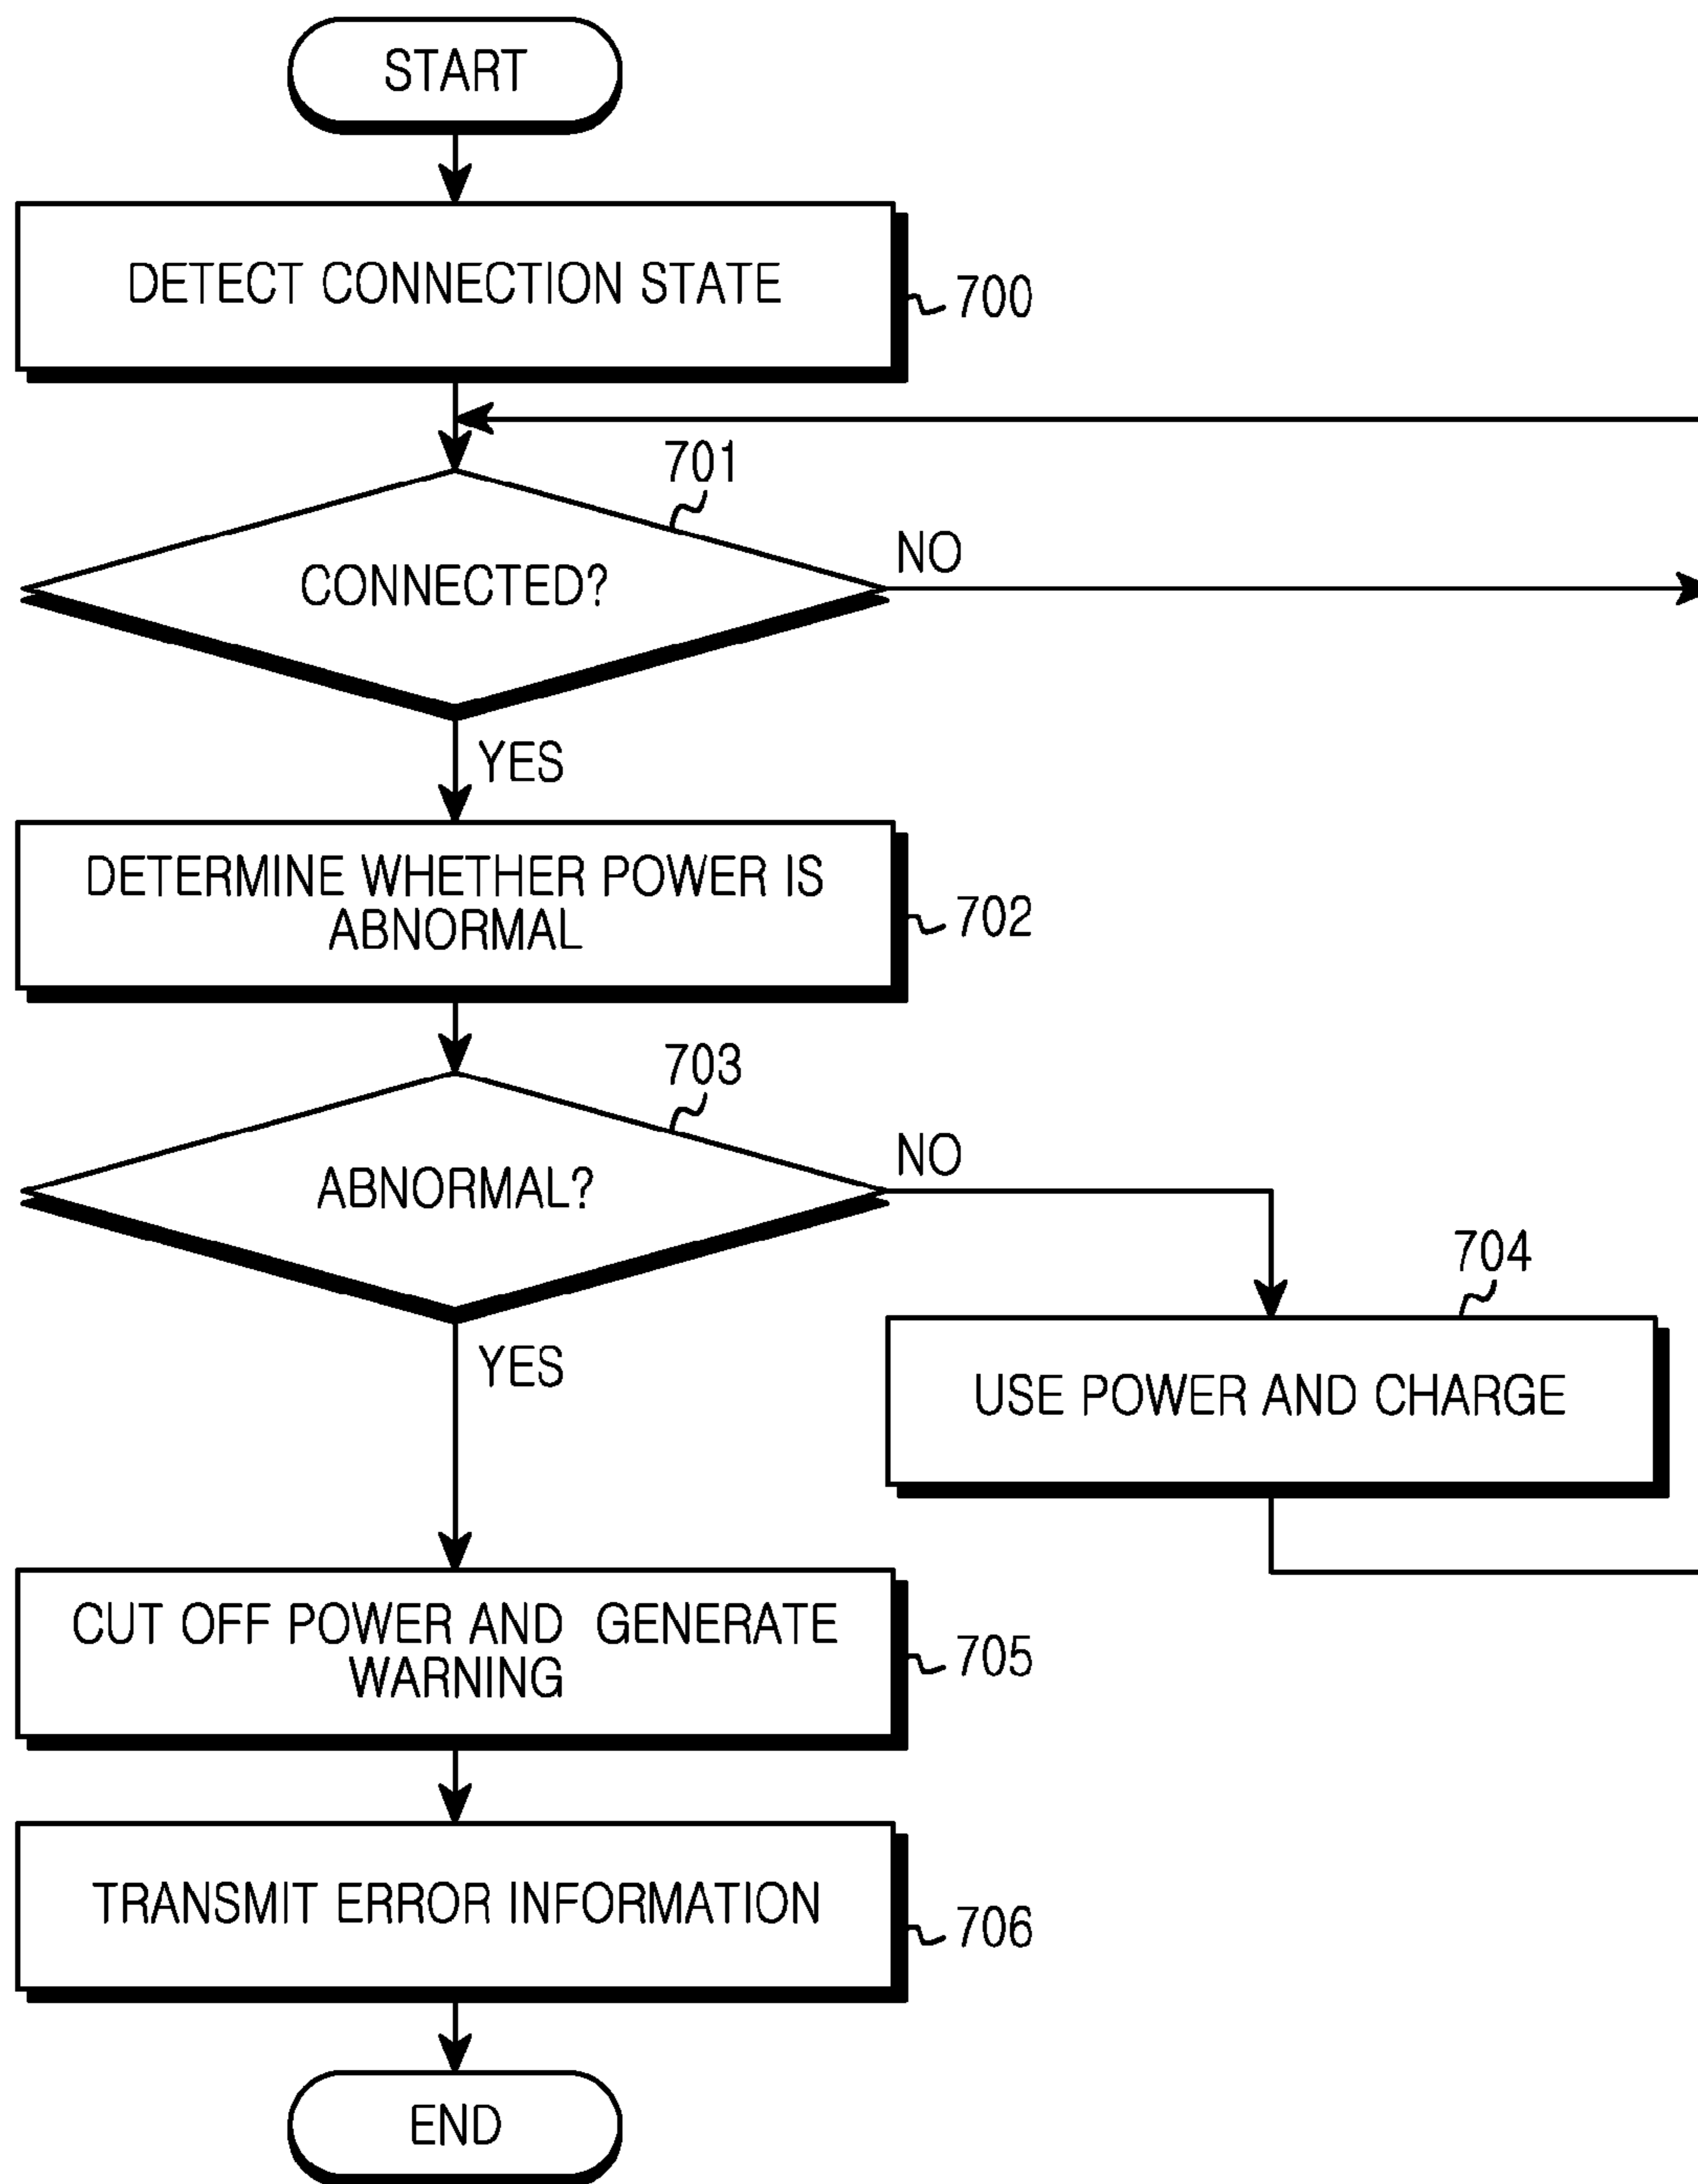 START
DETECT CONNECTION STATE
700
701
CONNECTED?
NO
YES
DETERMINE WHETHER POWER IS
ABNORMAL
702
703
ABNORMAL?
NO
YES
704
USE POWER AND CHARGE
CUT OFF POWER AND GENERATE
WARNING
705
TRANSMIT ERROR INFORMATION
706
END